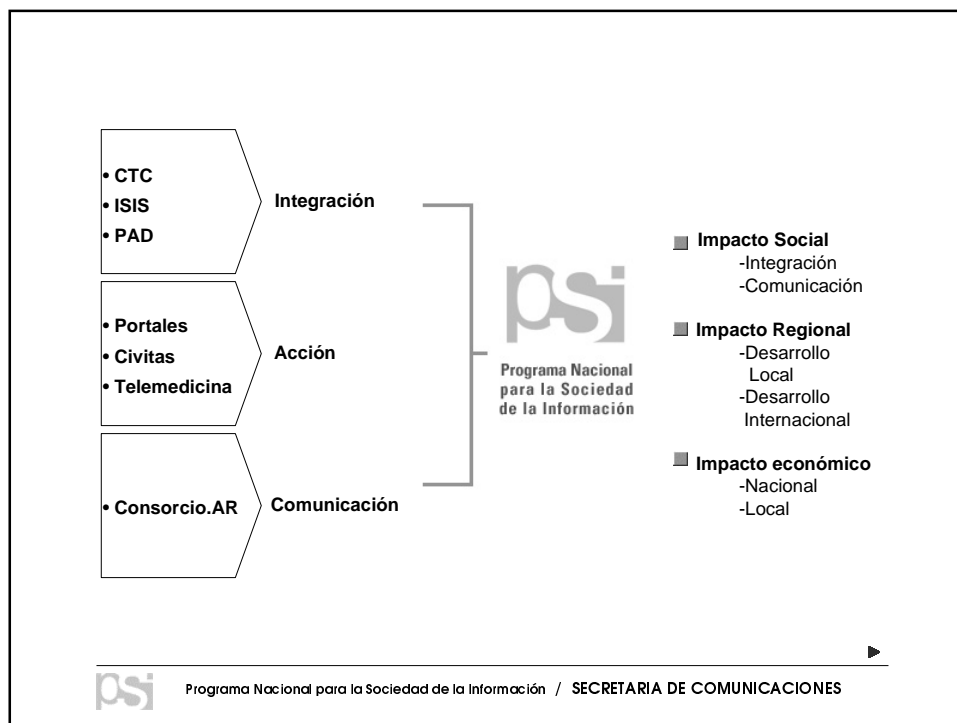 • CTC
• ISIS
• PAD
Integración
• Portales
• Civitas
• Telemedicina
Acción
• Consorcio.AR
Comunicación
psi
Programa Nacional
para la Sociedad
de la Información
Impacto Social
-Integración
-Comunicación
Impacto Regional
-Desarrollo
Local
-Desarrollo
Internacional
Impacto económico
-Nacional
-Local
psi
Programa Nacional para la Sociedad de la Información / SECRETARIA DE COMUNICACIONES